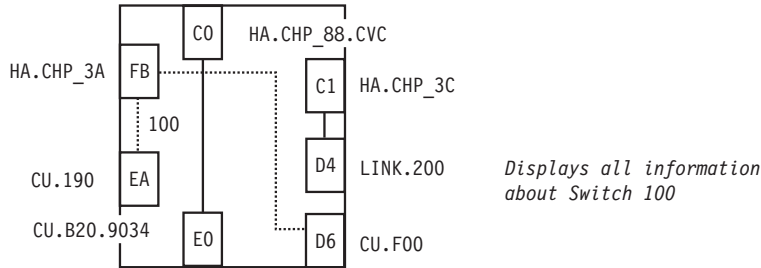 C0 HA.CHP_88.CVC
HA.CHP_3A FB
C1 HA.CHP_3C
100
CU.190 EA
D4 LINK.200
Displays all information
about Switch 100
CU.B20.9034 E0
D6 CU.F00